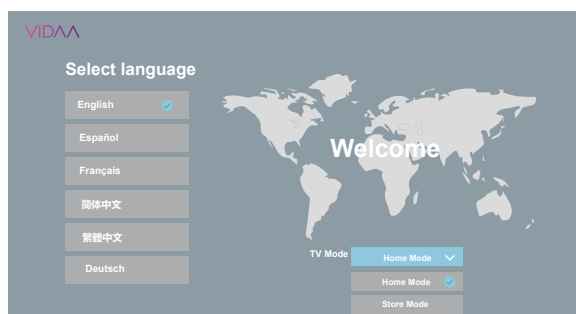 VIDAA
Select language
English
Español
Français
简体中文
繁體中文
Deutsch
Welcome
TV Mode
Home Mode
Home Mode
Store Mode